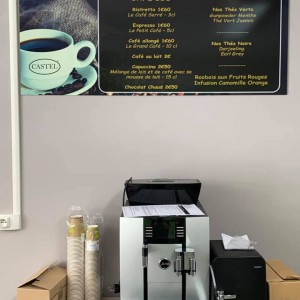 CASTEL
Ristretto 1€60
Le Café Serré - 3cl
Espresso 1€60
Le Petit Café - 5cl
Café allongé 1€60
Le Grand Café - 10 cl
Café au lait 2€
Capuccino 2€50
Mélange de lait et de café avec sa
mousse de lait - 15 cl
Chocolat Chaud 2€50
Nos Thés Verts
Gunpowder Menthe
Thé Vert Jasmin
Nos Thés Noirs
Darjeeling
Earl Grey
Rooibos aux Fruits Rouges
Infusion Camomille Orange